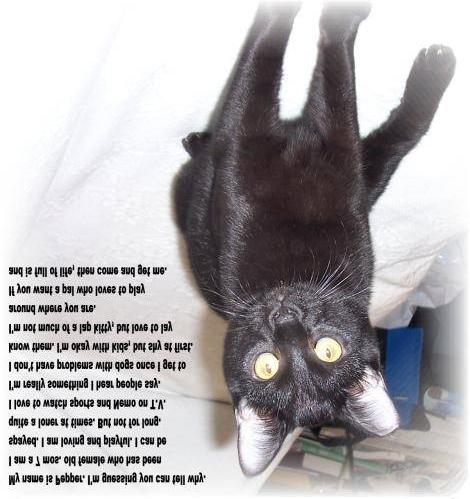 My name is Pepper. I'm guessing you can tell why.
I am a 7 mos. old female who has been
spayed. I am loving and playful. I can be
quite a loner at times. But not for long.
I love to watch sports and Nemo on T.V.
I'm really something I hear people say.
I don't have problems with dogs once I get to
know them. I'm okay with kids, but shy at first.
I'm not much of a lap kitty, but love to lay
around where you are.
If you want a pal who loves to play
and is full of life, then come and get me.